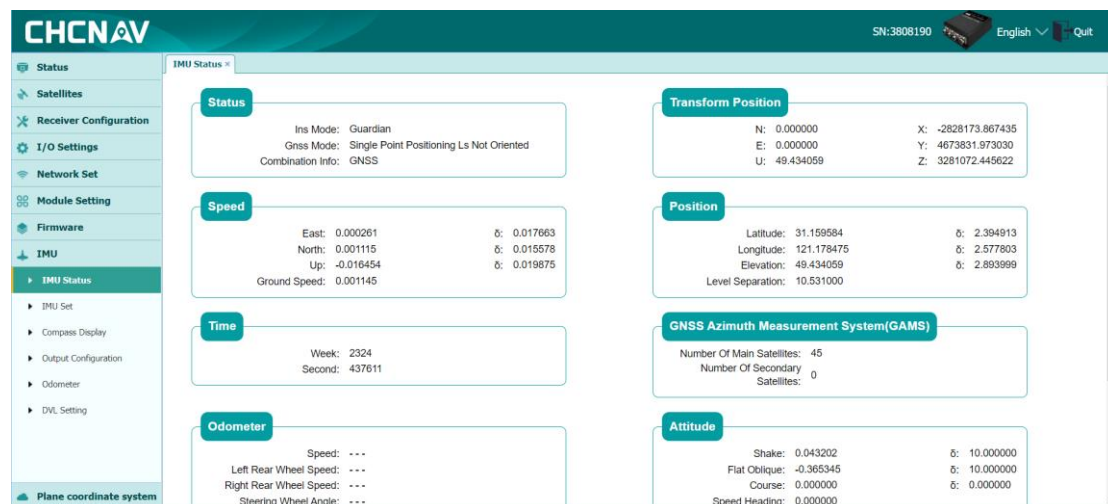 CHCNAV
SN:3808190
English
Quit
Status
Satellites
Receiver Configuration
I/O Settings
Network Set
Module Setting
Firmware
IMU
IMU Status
IMU Set
Compass Display
Output Configuration
Odometer
DVL Setting
Plane coordinate system
IMU Status ×
Status
Ins Mode: Guardian
Gnss Mode: Single Point Positioning Ls Not Oriented
Combination Info: GNSS
Transform Position
N: 0.000000 X: -2828173.867435
E: 0.000000 Y: 4673831.973030
U: 49.434059 Z: 3281072.445622
Speed
East: 0.000261 δ: 0.017663
North: 0.001115 δ: 0.015578
Up: -0.016454 δ: 0.019875
Ground Speed: 0.001145
Position
Latitude: 31.159584 δ: 2.394913
Longitude: 121.178475 δ: 2.577803
Elevation: 49.434059 δ: 2.893999
Level Separation: 10.531000
Time
Week: 2324
Second: 437611
GNSS Azimuth Measurement System(GAMS)
Number Of Main Satellites: 45
Number Of Secondary
Satellites: 0
Odometer
Speed: ---
Left Rear Wheel Speed: ---
Right Rear Wheel Speed: ---
Steering Wheel Angle: ---
Attitude
Shake: 0.043202 δ: 10.000000
Flat Oblique: -0.365345 δ: 10.000000
Course: 0.000000 δ: 0.000000
Speed Heading: 0.000000